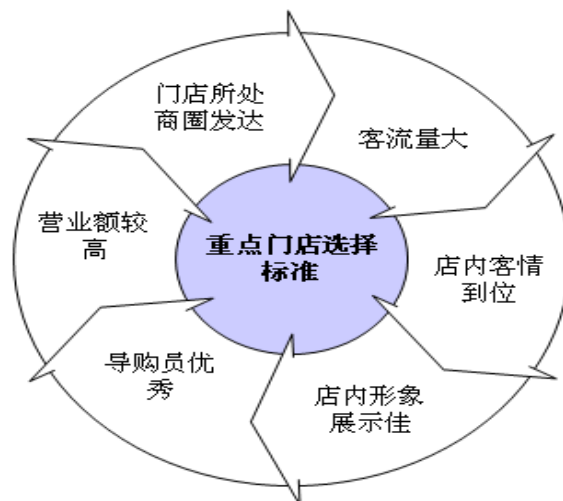 门店所处
商圈发达
客流量大
店内客情
到位
店内形象
展示佳
导购员优
秀
营业额较
高
重点门店选择
标准